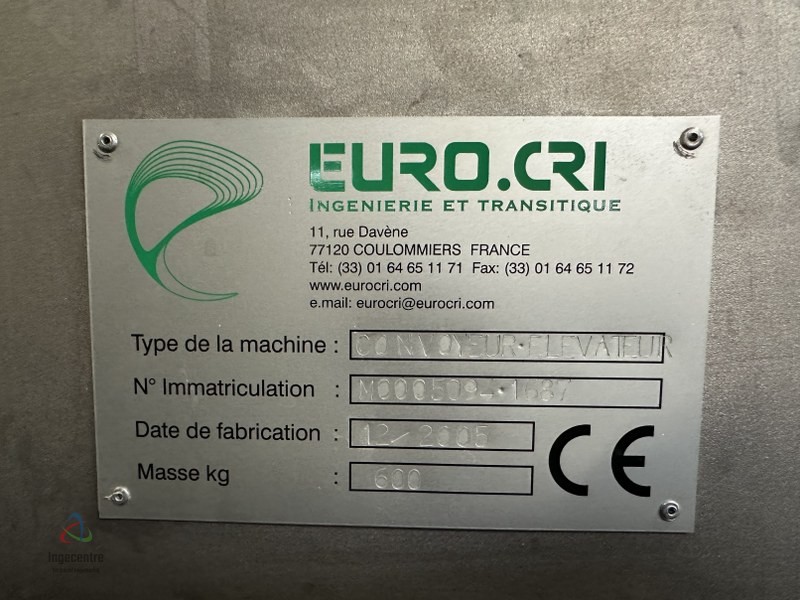 EURO.CRI
INGENIERIE ET TRANSITIQUE
11, rue Davène
77120 COULOMMIERS FRANCE
Tél: (33) 01 64 65 11 71 Fax: (33) 01 64 65 11 72
www.eurocri.com
e.mail: eurocri@eurocri.com
Type de la machine : CONVOYEUR-ELEVATEUR
N° Immatriculation :
Date de fabrication : 12/2005
Masse kg : 600
CE
Ingecentre